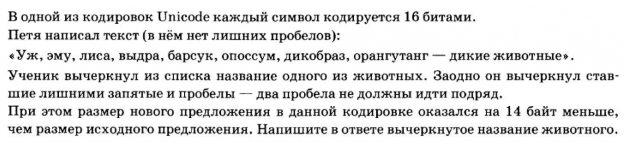 В одной из кодировок Unicode каждый символ кодируется 16 битами.
Петя написал текст (в нём нет лишних пробелов):
«Уж, эму, лиса, выдра, барсук, опоссум, дикобраз, орангутанг — дикие животные».
Ученик вычеркнул из списка название одного из животных. Заодно он вычеркнул став-
шие лишними запятые и пробелы — два пробела не должны идти подряд.
При этом размер нового предложения в данной кодировке оказался на 14 байт меньше,
чем размер исходного предложения. Напишите в ответе вычеркнутое название животного.